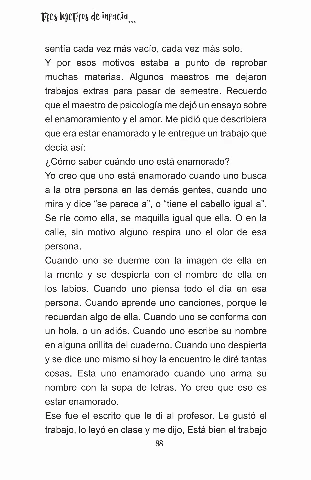 Tres
sentía cada vez más vacío, cada vez más solo.
Y por esos motivos estaba a punto de reprobar
muchas materias. Algunos maestros me dejaron
trabajos extras para pasar de semestre. Recuerdo
que el maestro de psicología me dejó un ensayo sobre
el enamoramiento y el amor. Me pidió que describiera
que era estar enamorado y le entregue un trabajo que
decía así:
¿Cómo saber cuándo uno está enamorado?
Yo creo que uno está enamorado cuando uno busca
a la otra persona en las demás gentes, cuando uno
mira y dice “se parece a”, o “tiene el cabello igual a”.
Se ríe como ella, se maquilla igual que ella. O en la
calle, sin motivo alguno respira uno el olor de esa
persona.
Cuando uno se duerme con la imagen de ella en
la mente y se despierta con el nombre de ella en
los labios. Cuando uno piensa todo el día en esa
persona. Cuando aprende uno canciones, porque le
recuerdan algo de ella. Cuando uno se conforma con
un hola, o un adiós. Cuando uno escribe su nombre
en alguna orillita del cuaderno. Cuando uno despierta
y se dice uno mismo si hoy la encuentro le diré tantas
cosas. Esta uno enamorado cuando uno arma su
nombre con la sopa de letras. Yo creo que eso es
estar enamorado.
Ese fue el escrito que le di al profesor. Le gustó el
trabajo, lo leyó en clase y me dijo, Está bien el trabajo